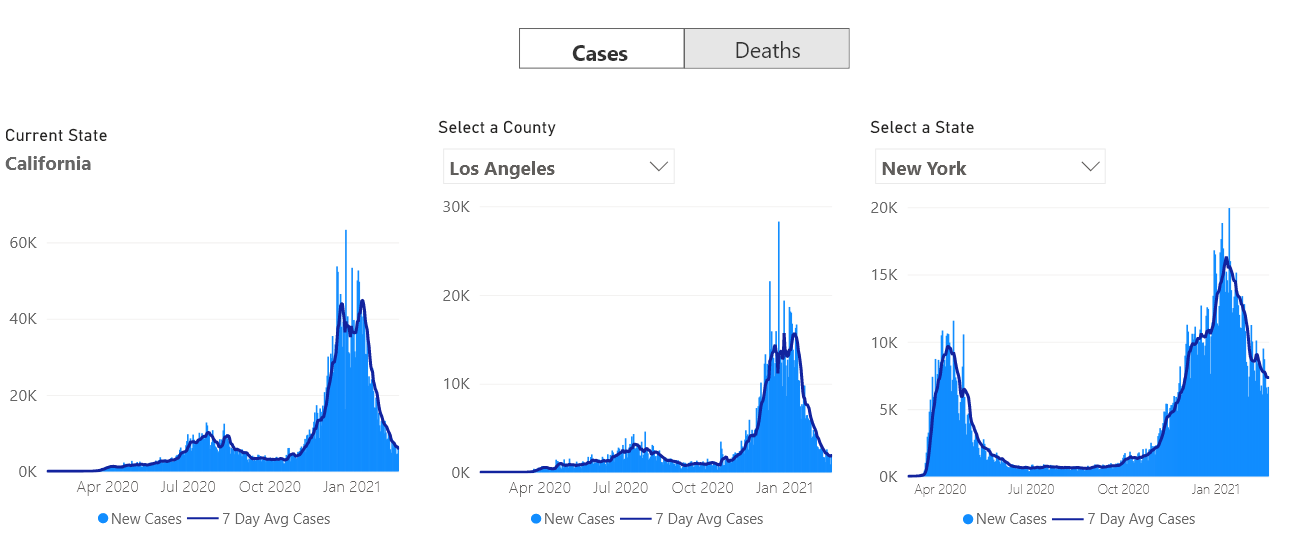 Cases Deaths
Current State
California
Select a County
Los Angeles
Select a State
New York
60K
40K
20K
0K
Apr 2020 Jul 2020 Oct 2020 Jan 2021
New Cases 7 Day Avg Cases
30K
20K
10K
0K
Apr 2020 Jul 2020 Oct 2020 Jan 2021
New Cases 7 Day Avg Cases
20K
15K
10K
5K
0K
Apr 2020 Jul 2020 Oct 2020 Jan 2021
New Cases 7 Day Avg Cases